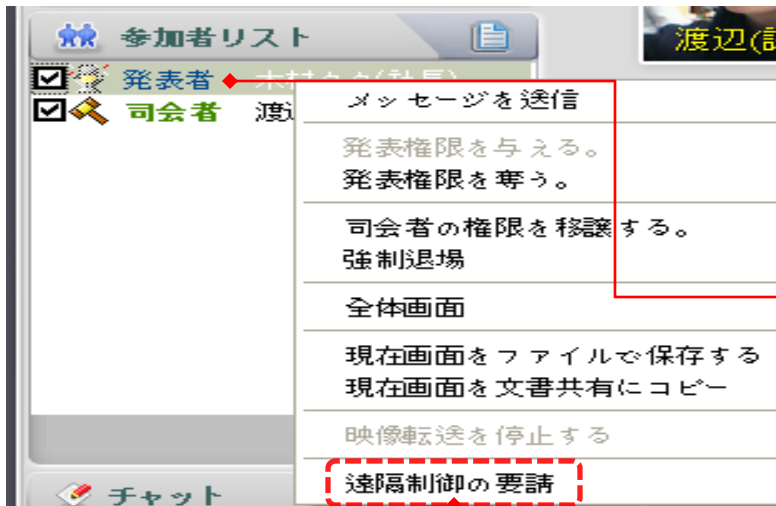 参加者リスト
渡辺(
発表者 木村
司会者 渡
メッセージを送信
発表権限を与える。
発表権限を奪う。
司会者の権限を移譲する。
強制退場
全体画面
現在画面をファイルで保存する
現在画面を文書共有にコピー
映像転送を停止する
遠隔制御の要請
チャット